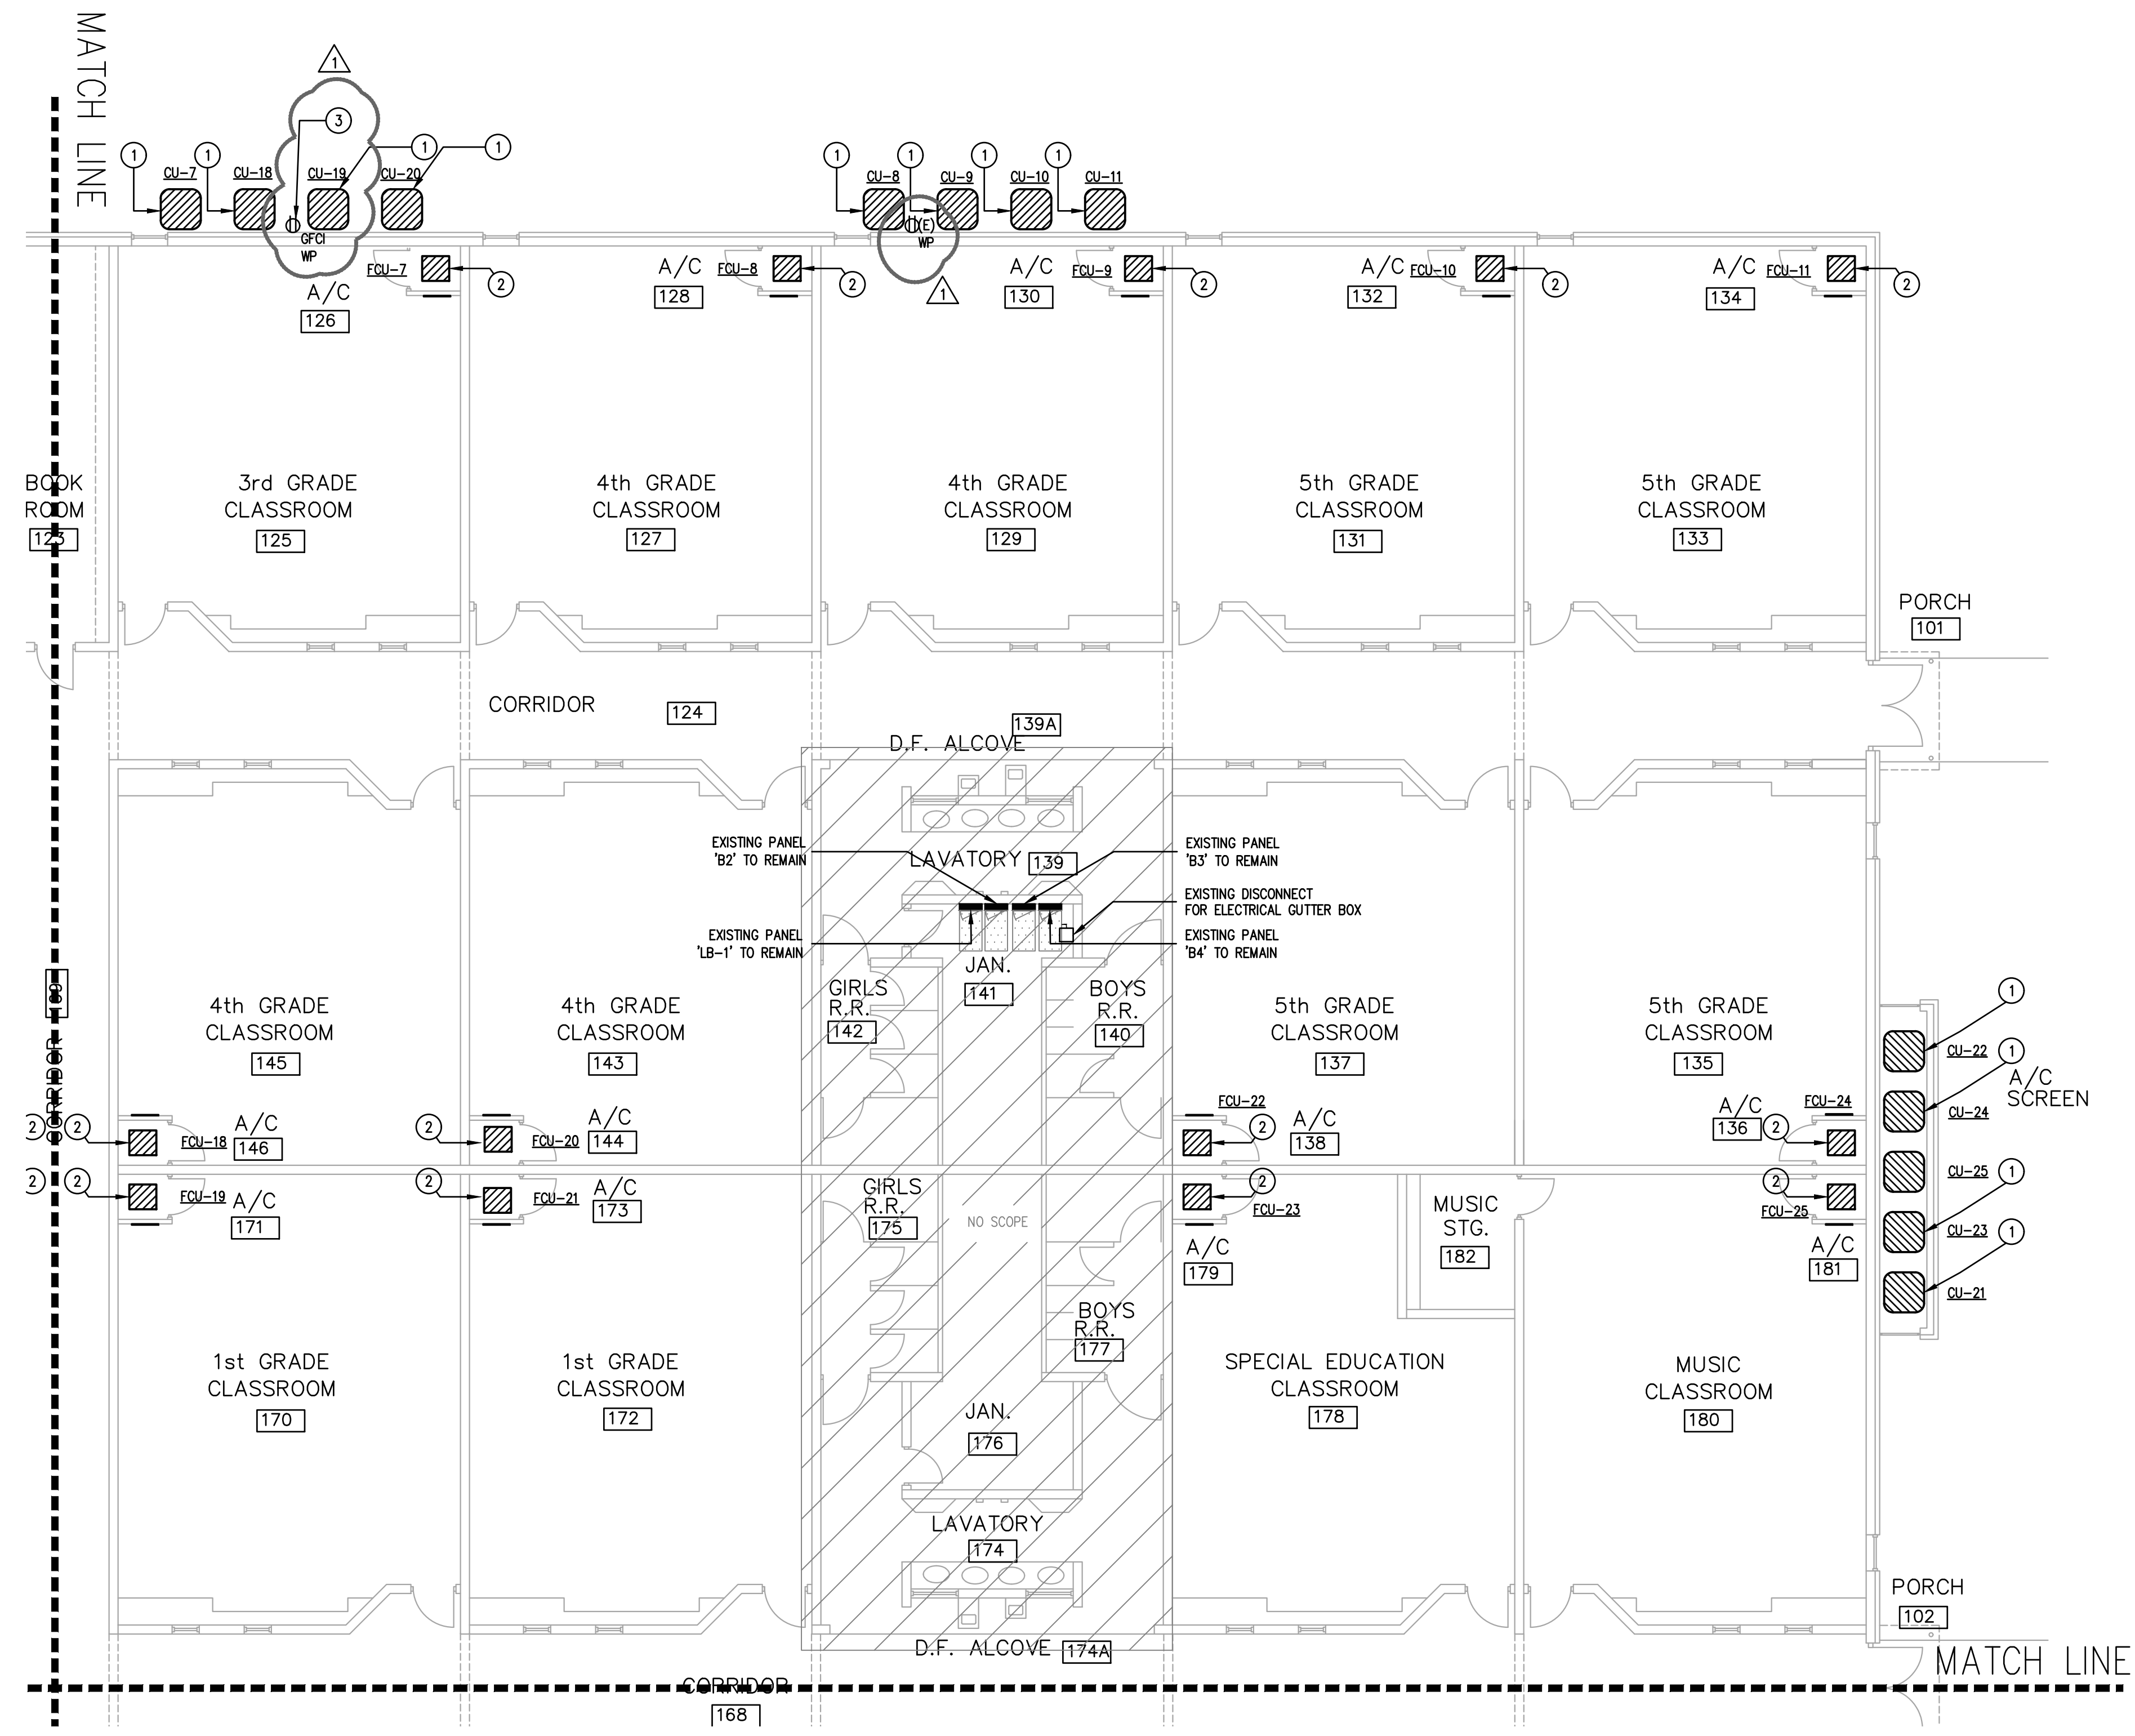 MATCH LINE
1
3
1
1
1
1
CU-7
CU-18
CU-19
CU-20
1
1
1
1
CU-8
CU-9
CU-10
CU-11
GFCI
WP
(E)
WP
1
FCU-7
2
A/C
126
A/C
128
FCU-8
2
A/C
130
FCU-9
2
A/C
132
FCU-10
2
A/C
134
FCU-11
2
BOOK
ROOM
123
3rd GRADE
CLASSROOM
125
4th GRADE
CLASSROOM
127
4th GRADE
CLASSROOM
129
5th GRADE
CLASSROOM
131
5th GRADE
CLASSROOM
133
PORCH
101
CORRIDOR
124
139A
D.F. ALCOVE
EXISTING PANEL
'B2' TO REMAIN
LAVATORY
139
EXISTING PANEL
'B3' TO REMAIN
EXISTING DISCONNECT
FOR ELECTRICAL GUTTER BOX
EXISTING PANEL
'LB-1' TO REMAIN
EXISTING PANEL
'B4' TO REMAIN
JAN.
141
GIRLS
R.R.
142
BOYS
R.R.
140
CORRIDOR
169
4th GRADE
CLASSROOM
145
4th GRADE
CLASSROOM
143
5th GRADE
CLASSROOM
137
5th GRADE
CLASSROOM
135
1
CU-22
1
A/C
SCREEN
CU-24
CU-25
1
CU-23
1
CU-21
2
2
FCU-18
A/C
146
2
FCU-20
A/C
144
FCU-22
2
A/C
138
A/C
136
FCU-24
2
2
2
FCU-19
A/C
171
2
FCU-21
A/C
173
GIRLS
R.R.
175
NO SCOPE
2
FCU-23
A/C
179
MUSIC
STG.
182
2
FCU-25
A/C
181
BOYS
R.R.
177
1st GRADE
CLASSROOM
170
1st GRADE
CLASSROOM
172
JAN.
176
SPECIAL EDUCATION
CLASSROOM
178
MUSIC
CLASSROOM
180
LAVATORY
174
D.F. ALCOVE
174A
PORCH
102
MATCH LINE
CORRIDOR
168